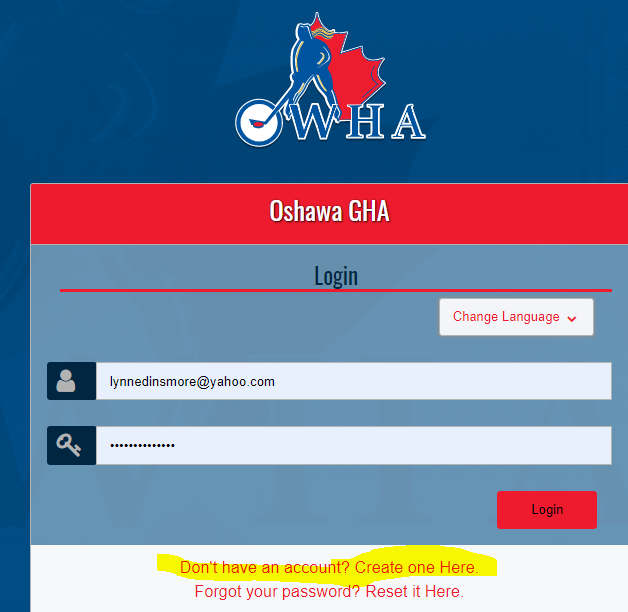 OWHA
Oshawa GHA
Login
Change Language
lynnedinsmore@yahoo.com
••••••••••••••
Login
Don't have an account? Create one Here.
Forgot your password? Reset it Here.